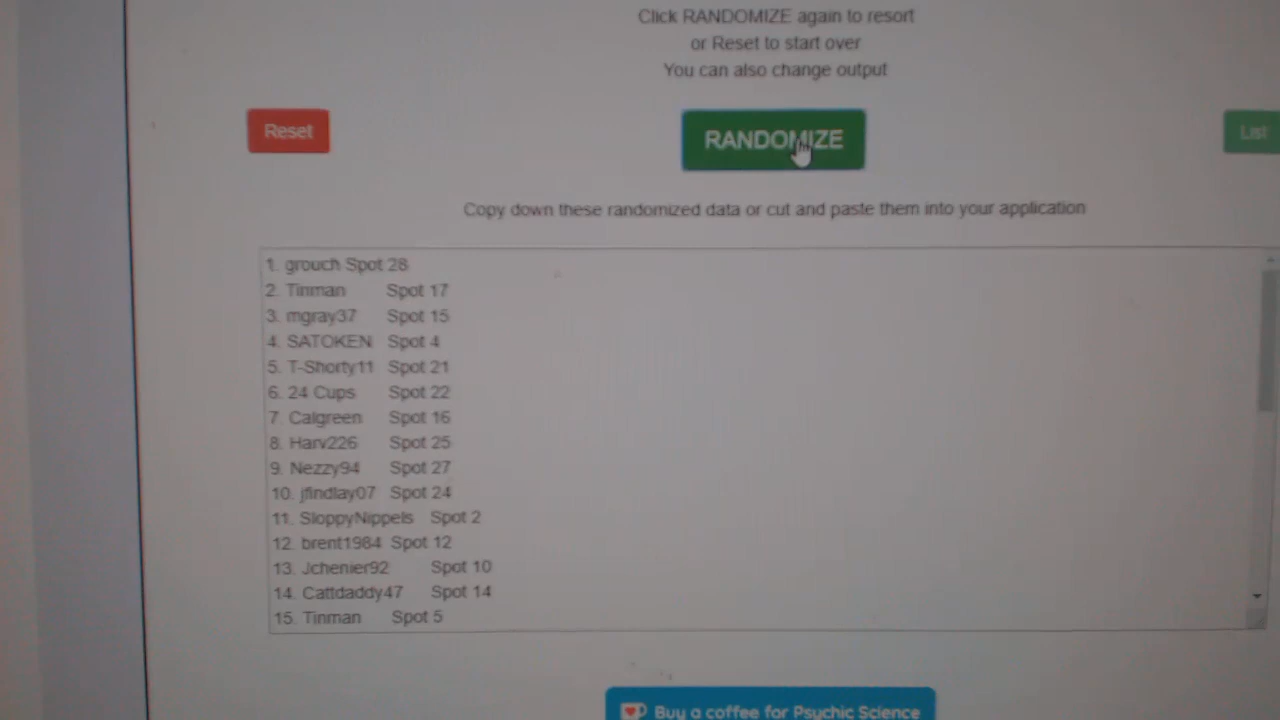 Click RANDOMIZE again to resort
or Reset to start over
You can also change output
Reset
RANDOMIZE
List
Copy down these randomized data or cut and paste them into your application
1. grouch Spot 28
2. Tinman Spot 17
3. mgray37 Spot 15
4. SATOKEN Spot 4
5. T-Shorty11 Spot 21
6. 24 Cups Spot 22
7. Calgreen Spot 16
8. Harv226 Spot 25
9. Nezzy94 Spot 27
10. jfindlay07 Spot 24
11. SloppyNippels Spot 2
12. brent1984 Spot 12
13. Jchenier92 Spot 10
14. Cattdaddy47 Spot 14
15. Tinman Spot 5
Buy a coffee for Psychic Science